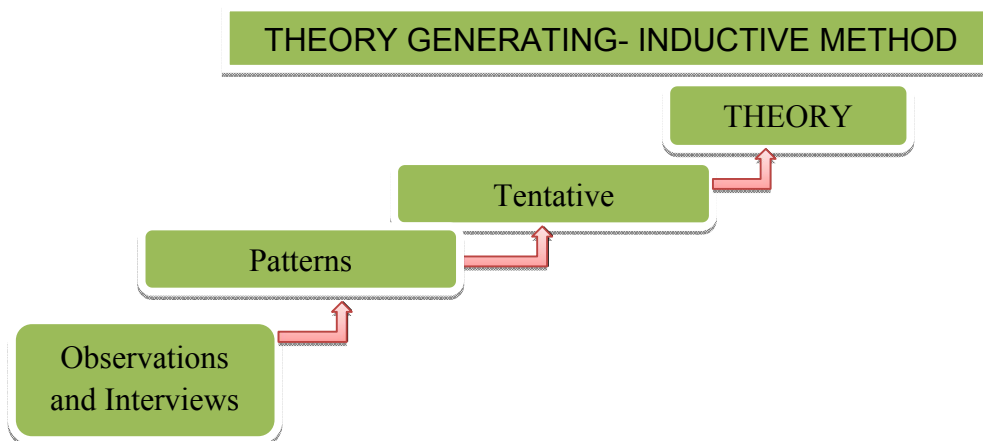 THEORY GENERATING- INDUCTIVE METHOD
THEORY
Tentative
Patterns
Observations
and Interviews